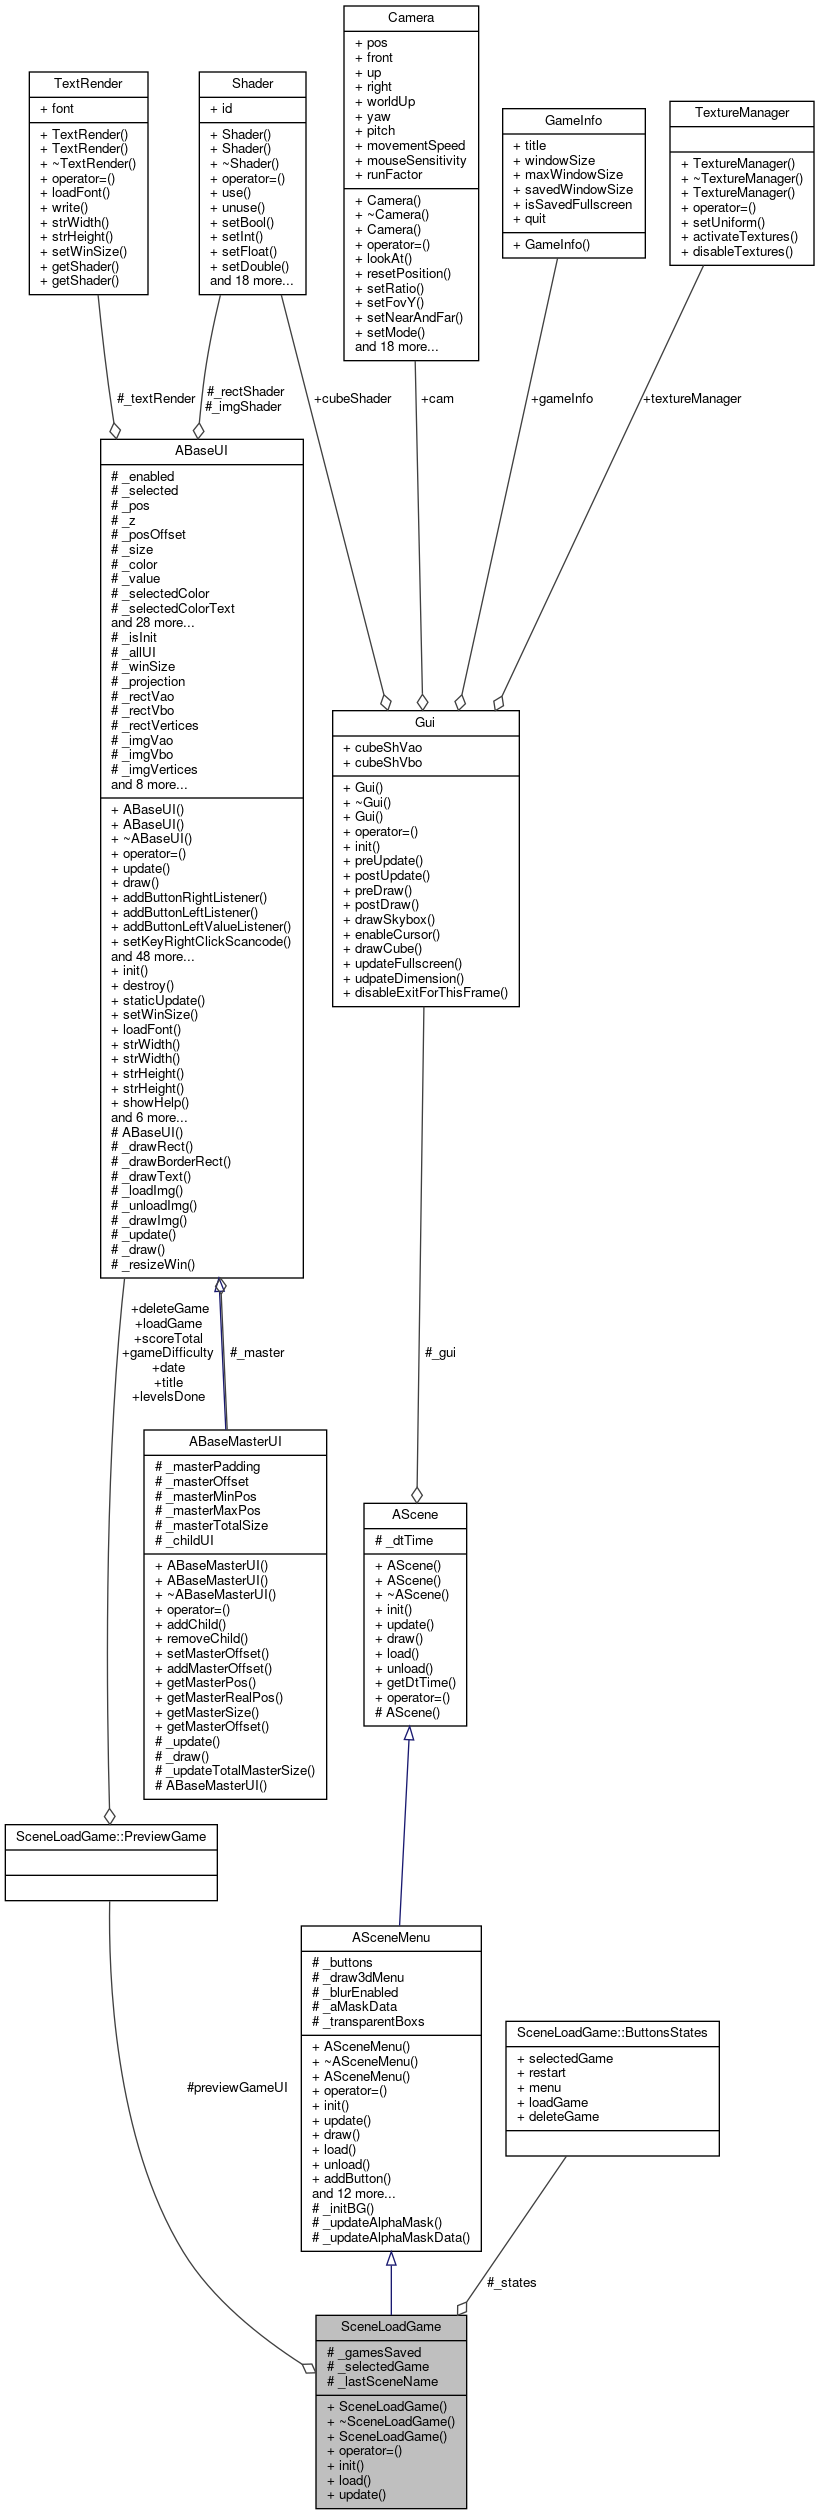 Camera
+ pos
+ front
+ up
+ right
+ worldUp
+ yaw
+ pitch
+ movementSpeed
+ mouseSensitivity
+ runFactor
+ Camera()
+ ~Camera()
+ Camera()
+ operator=()
+ lookAt()
+ resetPosition()
+ setRatio()
+ setFovY()
+ setNearAndFar()
+ setMode()
and 18 more...
TextRender
+ font
+ TextRender()
+ TextRender()
+ ~TextRender()
+ operator=()
+ loadFont()
+ write()
+ strWidth()
+ strHeight()
+ setWinSize()
+ getShader()
+ getShader()
Shader
+ id
+ Shader()
+ Shader()
+ ~Shader()
+ operator=()
+ use()
+ unuse()
+ setBool()
+ setInt()
+ setFloat()
+ setDouble()
and 18 more...
GameInfo
+ title
+ windowSize
+ maxWindowSize
+ savedWindowSize
+ isSavedFullscreen
+ quit
+ GameInfo()
TextureManager
+ TextureManager()
+ ~TextureManager()
+ TextureManager()
+ operator=()
+ setUniform()
+ activateTextures()
+ disableTextures()
#_textRender
#_rectShader
#_imgShader
+cubeShader
+cam
+gameInfo
+textureManager
ABaseUI
# _enabled
# _selected
# _pos
# _z
# _posOffset
# _size
# _color
# _value
# _selectedColor
# _selectedColorText
and 28 more...
# _isInit
# _allUI
# _winSize
# _projection
# _rectVao
# _rectVbo
# _rectVertices
# _imgVao
# _imgVbo
# _imgVertices
and 8 more...
+ ABaseUI()
+ ABaseUI()
+ ~ABaseUI()
+ operator=()
+ update()
+ draw()
+ addButtonRightListener()
+ addButtonLeftListener()
+ addButtonLeftValueListener()
+ setKeyRightClickScancode()
and 48 more...
+ init()
+ destroy()
+ staticUpdate()
+ setWinSize()
+ loadFont()
+ strWidth()
+ strWidth()
+ strHeight()
+ strHeight()
+ showHelp()
and 6 more...
# ABaseUI()
# _drawRect()
# _drawBorderRect()
# _drawText()
# _loadImg()
# _unloadImg()
# _drawImg()
# _update()
# _draw()
# _resizeWin()
Gui
+ cubeShVao
+ cubeShVbo
+ Gui()
+ ~Gui()
+ Gui()
+ operator=()
+ init()
+ preUpdate()
+ postUpdate()
+ preDraw()
+ postDraw()
+ drawSkybox()
+ enableCursor()
+ drawCube()
+ updateFullscreen()
+ udpateDimension()
+ disableExitForThisFrame()
+deleteGame
+loadGame
+scoreTotal
+gameDifficulty
+date
+title
+levelsDone
#_master
#_gui
ABaseMasterUI
# _masterPadding
# _masterOffset
# _masterMinPos
# _masterMaxPos
# _masterTotalSize
# _childUI
+ ABaseMasterUI()
+ ABaseMasterUI()
+ ~ABaseMasterUI()
+ operator=()
+ addChild()
+ removeChild()
+ setMasterOffset()
+ addMasterOffset()
+ getMasterPos()
+ getMasterRealPos()
+ getMasterSize()
+ getMasterOffset()
# _update()
# _draw()
# _updateTotalMasterSize()
# ABaseMasterUI()
AScene
# _dtTime
+ AScene()
+ AScene()
+ ~AScene()
+ init()
+ update()
+ draw()
+ load()
+ unload()
+ getDtTime()
+ operator=()
# AScene()
SceneLoadGame::PreviewGame
ASceneMenu
# _buttons
# _draw3dMenu
# _blurEnabled
# _aMaskData
# _transparentBoxs
+ ASceneMenu()
+ ~ASceneMenu()
+ ASceneMenu()
+ operator=()
+ init()
+ update()
+ draw()
+ load()
+ unload()
+ addButton()
and 12 more...
# _initBG()
# _updateAlphaMask()
# _updateAlphaMaskData()
SceneLoadGame::ButtonsStates
+ selectedGame
+ restart
+ menu
+ loadGame
+ deleteGame
#previewGameUI
#_states
SceneLoadGame
# _gamesSaved
# _selectedGame
# _lastSceneName
+ SceneLoadGame()
+ ~SceneLoadGame()
+ SceneLoadGame()
+ operator=()
+ init()
+ load()
+ update()